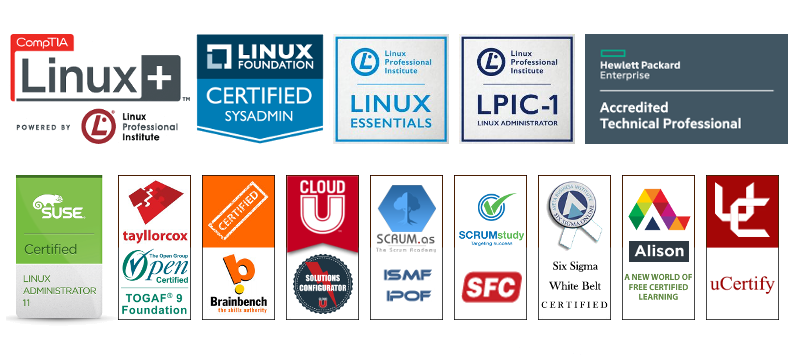 CompTIA
Linux+ ™
POWERED BY
Linux
Professional
Institute
LINUX
FOUNDATION
CERTIFIED
SYSADMIN
Linux
Professional
Institute
LINUX
ESSENTIALS
Linux
Professional
Institute
LPIC-1
LINUX ADMINISTRATOR
Hewlett Packard
Enterprise
Accredited
Technical Professional
SUSE
Certified
LINUX
ADMINISTRATOR
11
tayllorcox
The Open Group
Open
Certified
TOGAF® 9
Foundation
CERTIFIED
Brainbench
the skills authority
CLOUD
U
SOLUTIONS
CONFIGURATOR
SCRUM.as
The Scrum Academy
ISMF
IPOF
SCRUMstudy
targeting success
SFC
Six Sigma
White Belt
CERTIFIED
Alison
A NEW WORLD OF
FREE CERTIFIED
LEARNING
uCertify